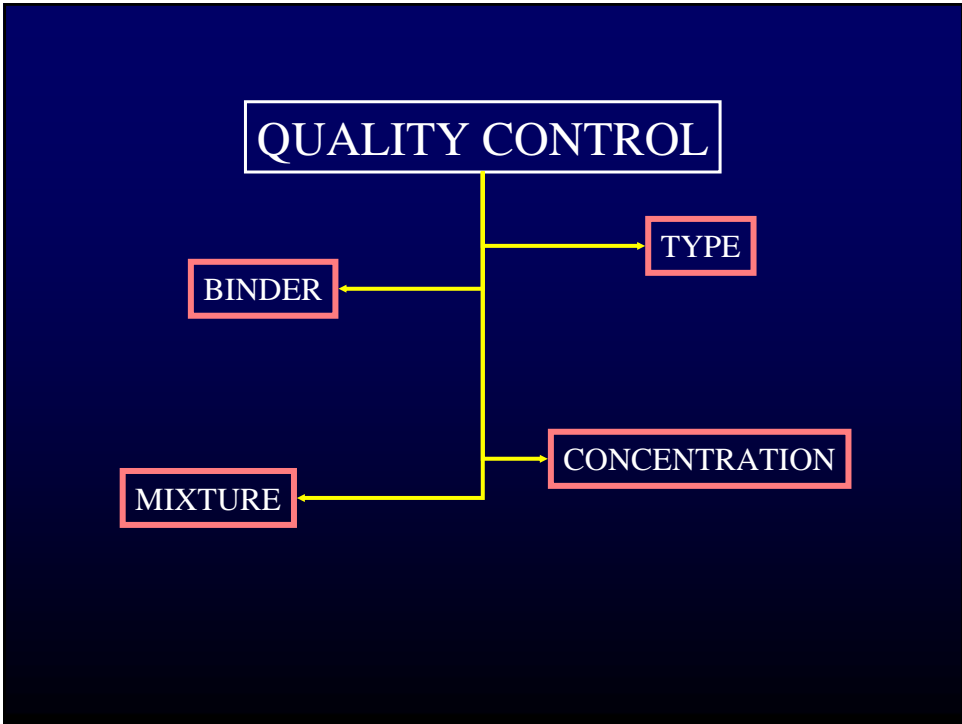 QUALITY CONTROL
TYPE
BINDER
CONCENTRATION
MIXTURE